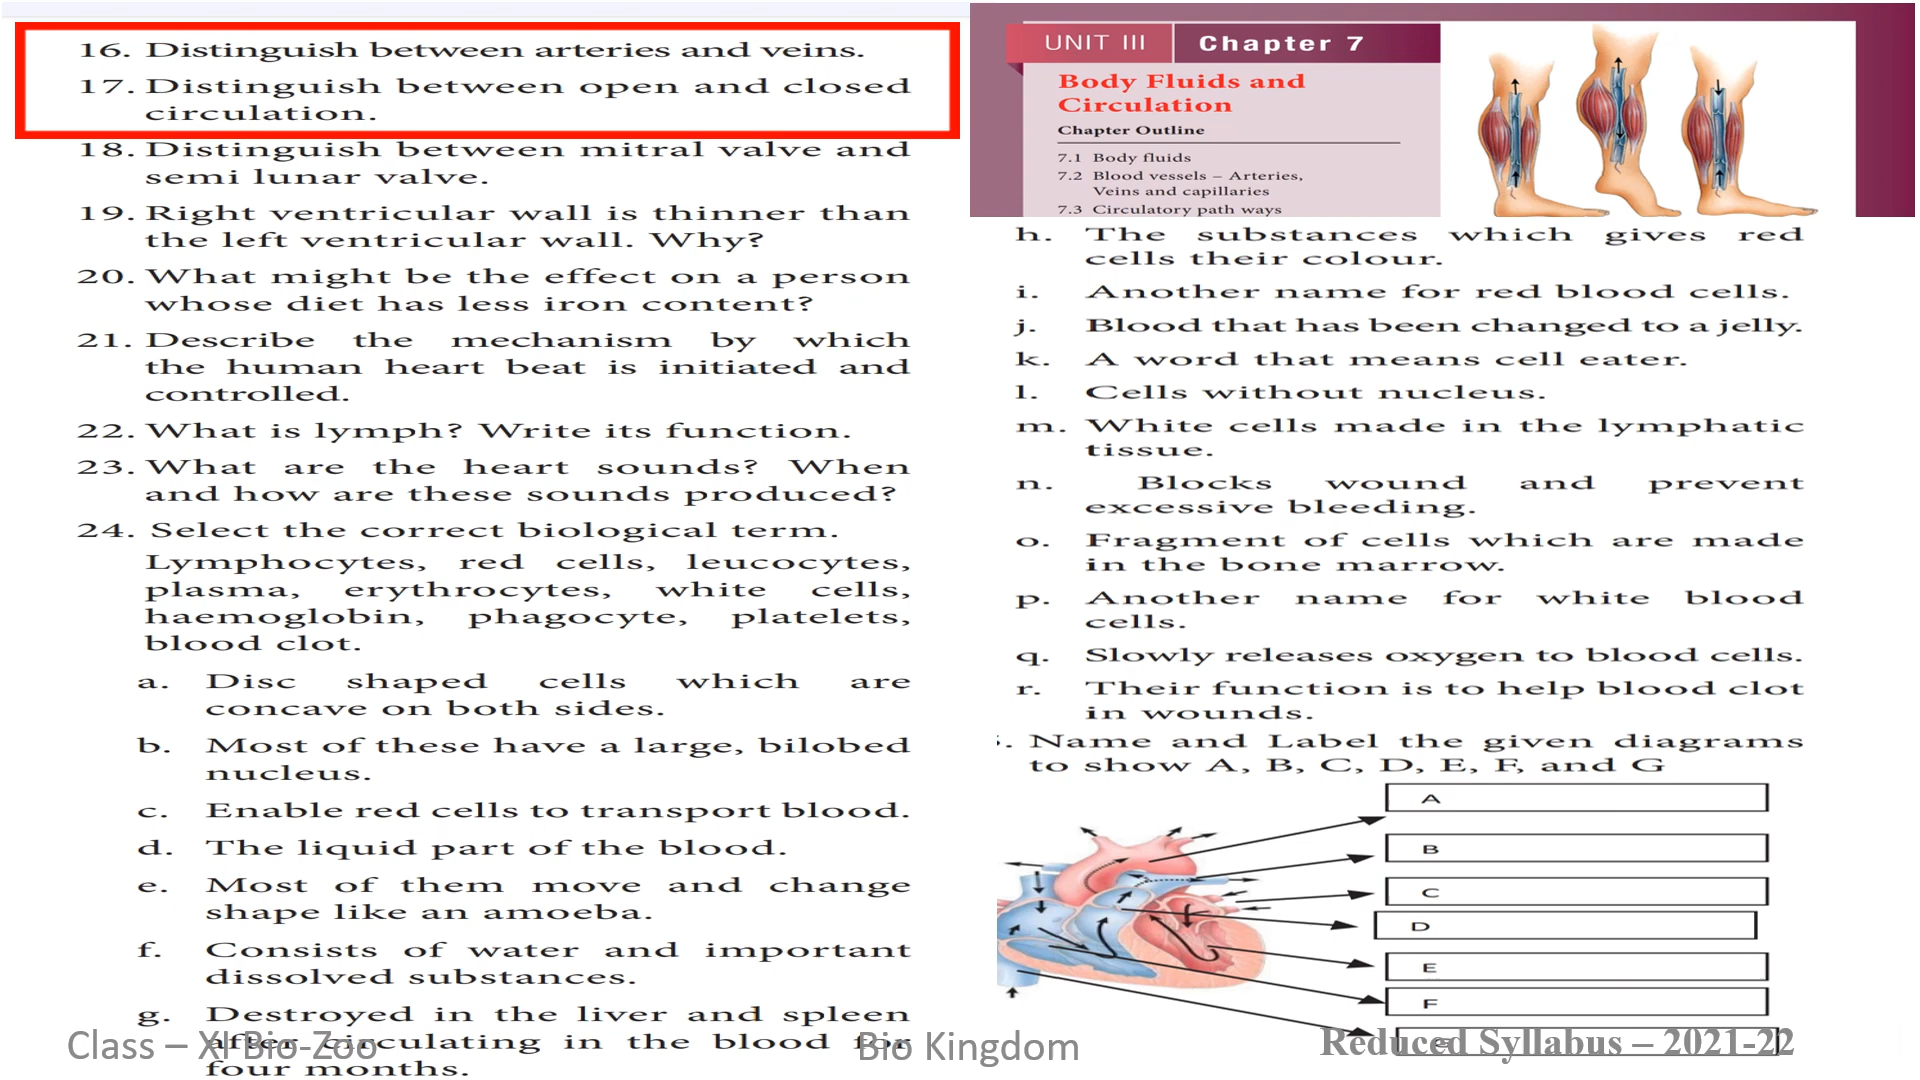 16. Distinguish between arteries and veins.
17. Distinguish between open and closed
circulation.
18. Distinguish between mitral valve and
semi lunar valve.
19. Right ventricular wall is thinner than
the left ventricular wall. Why?
20. What might be the effect on a person
whose diet has less iron content?
21. Describe the mechanism by which
the human heart beat is initiated and
controlled.
22. What is lymph? Write its function.
23. What are the heart sounds? When
and how are these sounds produced?
24. Select the correct biological term.
Lymphocytes, red cells, leucocytes,
plasma, erythrocytes, white cells,
haemoglobin, phagocyte, platelets,
blood clot.
a. Disc shaped cells which are
concave on both sides.
b. Most of these have a large, bilobed
nucleus.
c. Enable red cells to transport blood.
d. The liquid part of the blood.
e. Most of them move and change
shape like an amoeba.
f. Consists of water and important
dissolved substances.
g. Destroyed in the liver and spleen
after circulating in the blood for
four months.
UNIT III Chapter 7
Body Fluids and
Circulation
Chapter Outline
7.1 Body fluids
7.2 Blood vessels – Arteries,
Veins and capillaries
7.3 Circulatory path ways
h. The substances which gives red
cells their colour.
i. Another name for red blood cells.
j. Blood that has been changed to a jelly.
k. A word that means cell eater.
l. Cells without nucleus.
m. White cells made in the lymphatic
tissue.
n. Blocks wound and prevent
excessive bleeding.
o. Fragment of cells which are made
in the bone marrow.
p. Another name for white blood
cells.
q. Slowly releases oxygen to blood cells.
r. Their function is to help blood clot
in wounds.
. Name and Label the given diagrams
to show A, B, C, D, E, F, and G
A
B
C
D
E
F
G
Class – XI Bio-Zoo
Bio Kingdom
Reduced Syllabus – 2021-22